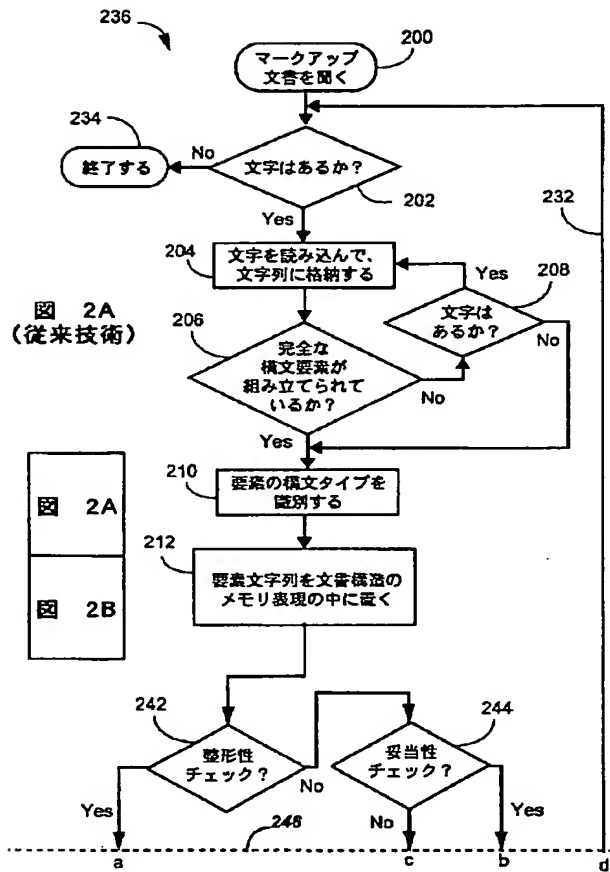 236
200
マークアップ
文書を開く
234
終了する
No
文字はあるか?
202
232
Yes
204
文字を読み込んで、
文字列に格納する
Yes
208
文字は
あるか?
No
図 2A
(従来技術)
206
完全な
構文要素が
組み立てられて
いるか?
No
Yes
210
要素の構文タイプを
識別する
図 2A
212
要素文字列を文書構造の
メモリ表現の中に置く
図 2B
242
整形性
チェック?
No
244
妥当性
チェック?
Yes
No
Yes
246
a
c
b
d